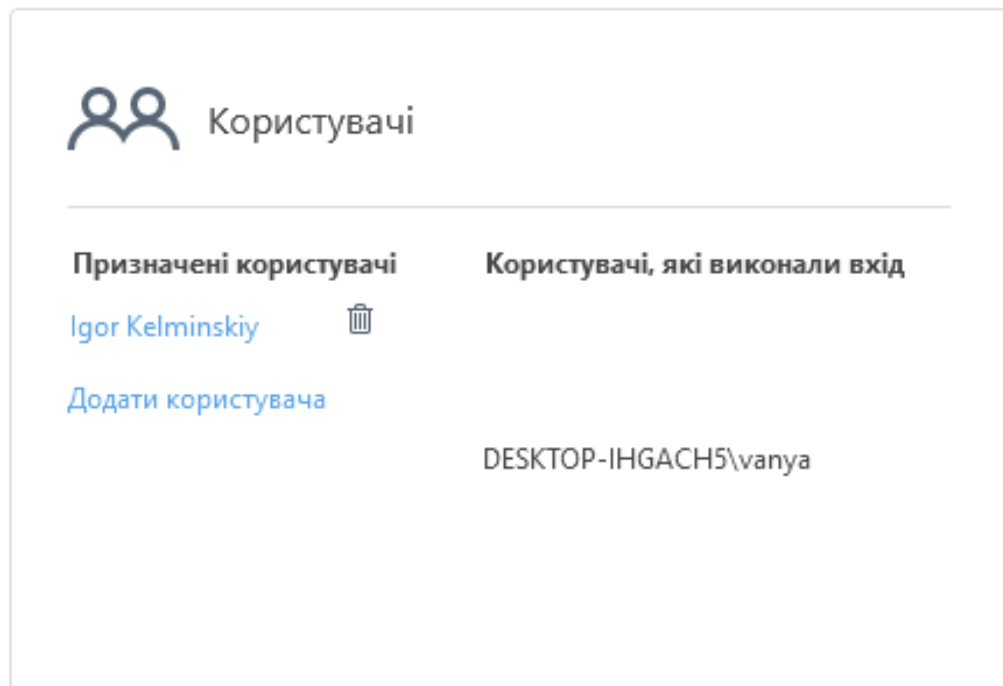 Користувачі
Призначені користувачі
Користувачі, які виконали вхід
Igor Kelminskiy
Додати користувача
DESKTOP-IHGACH5\vanya